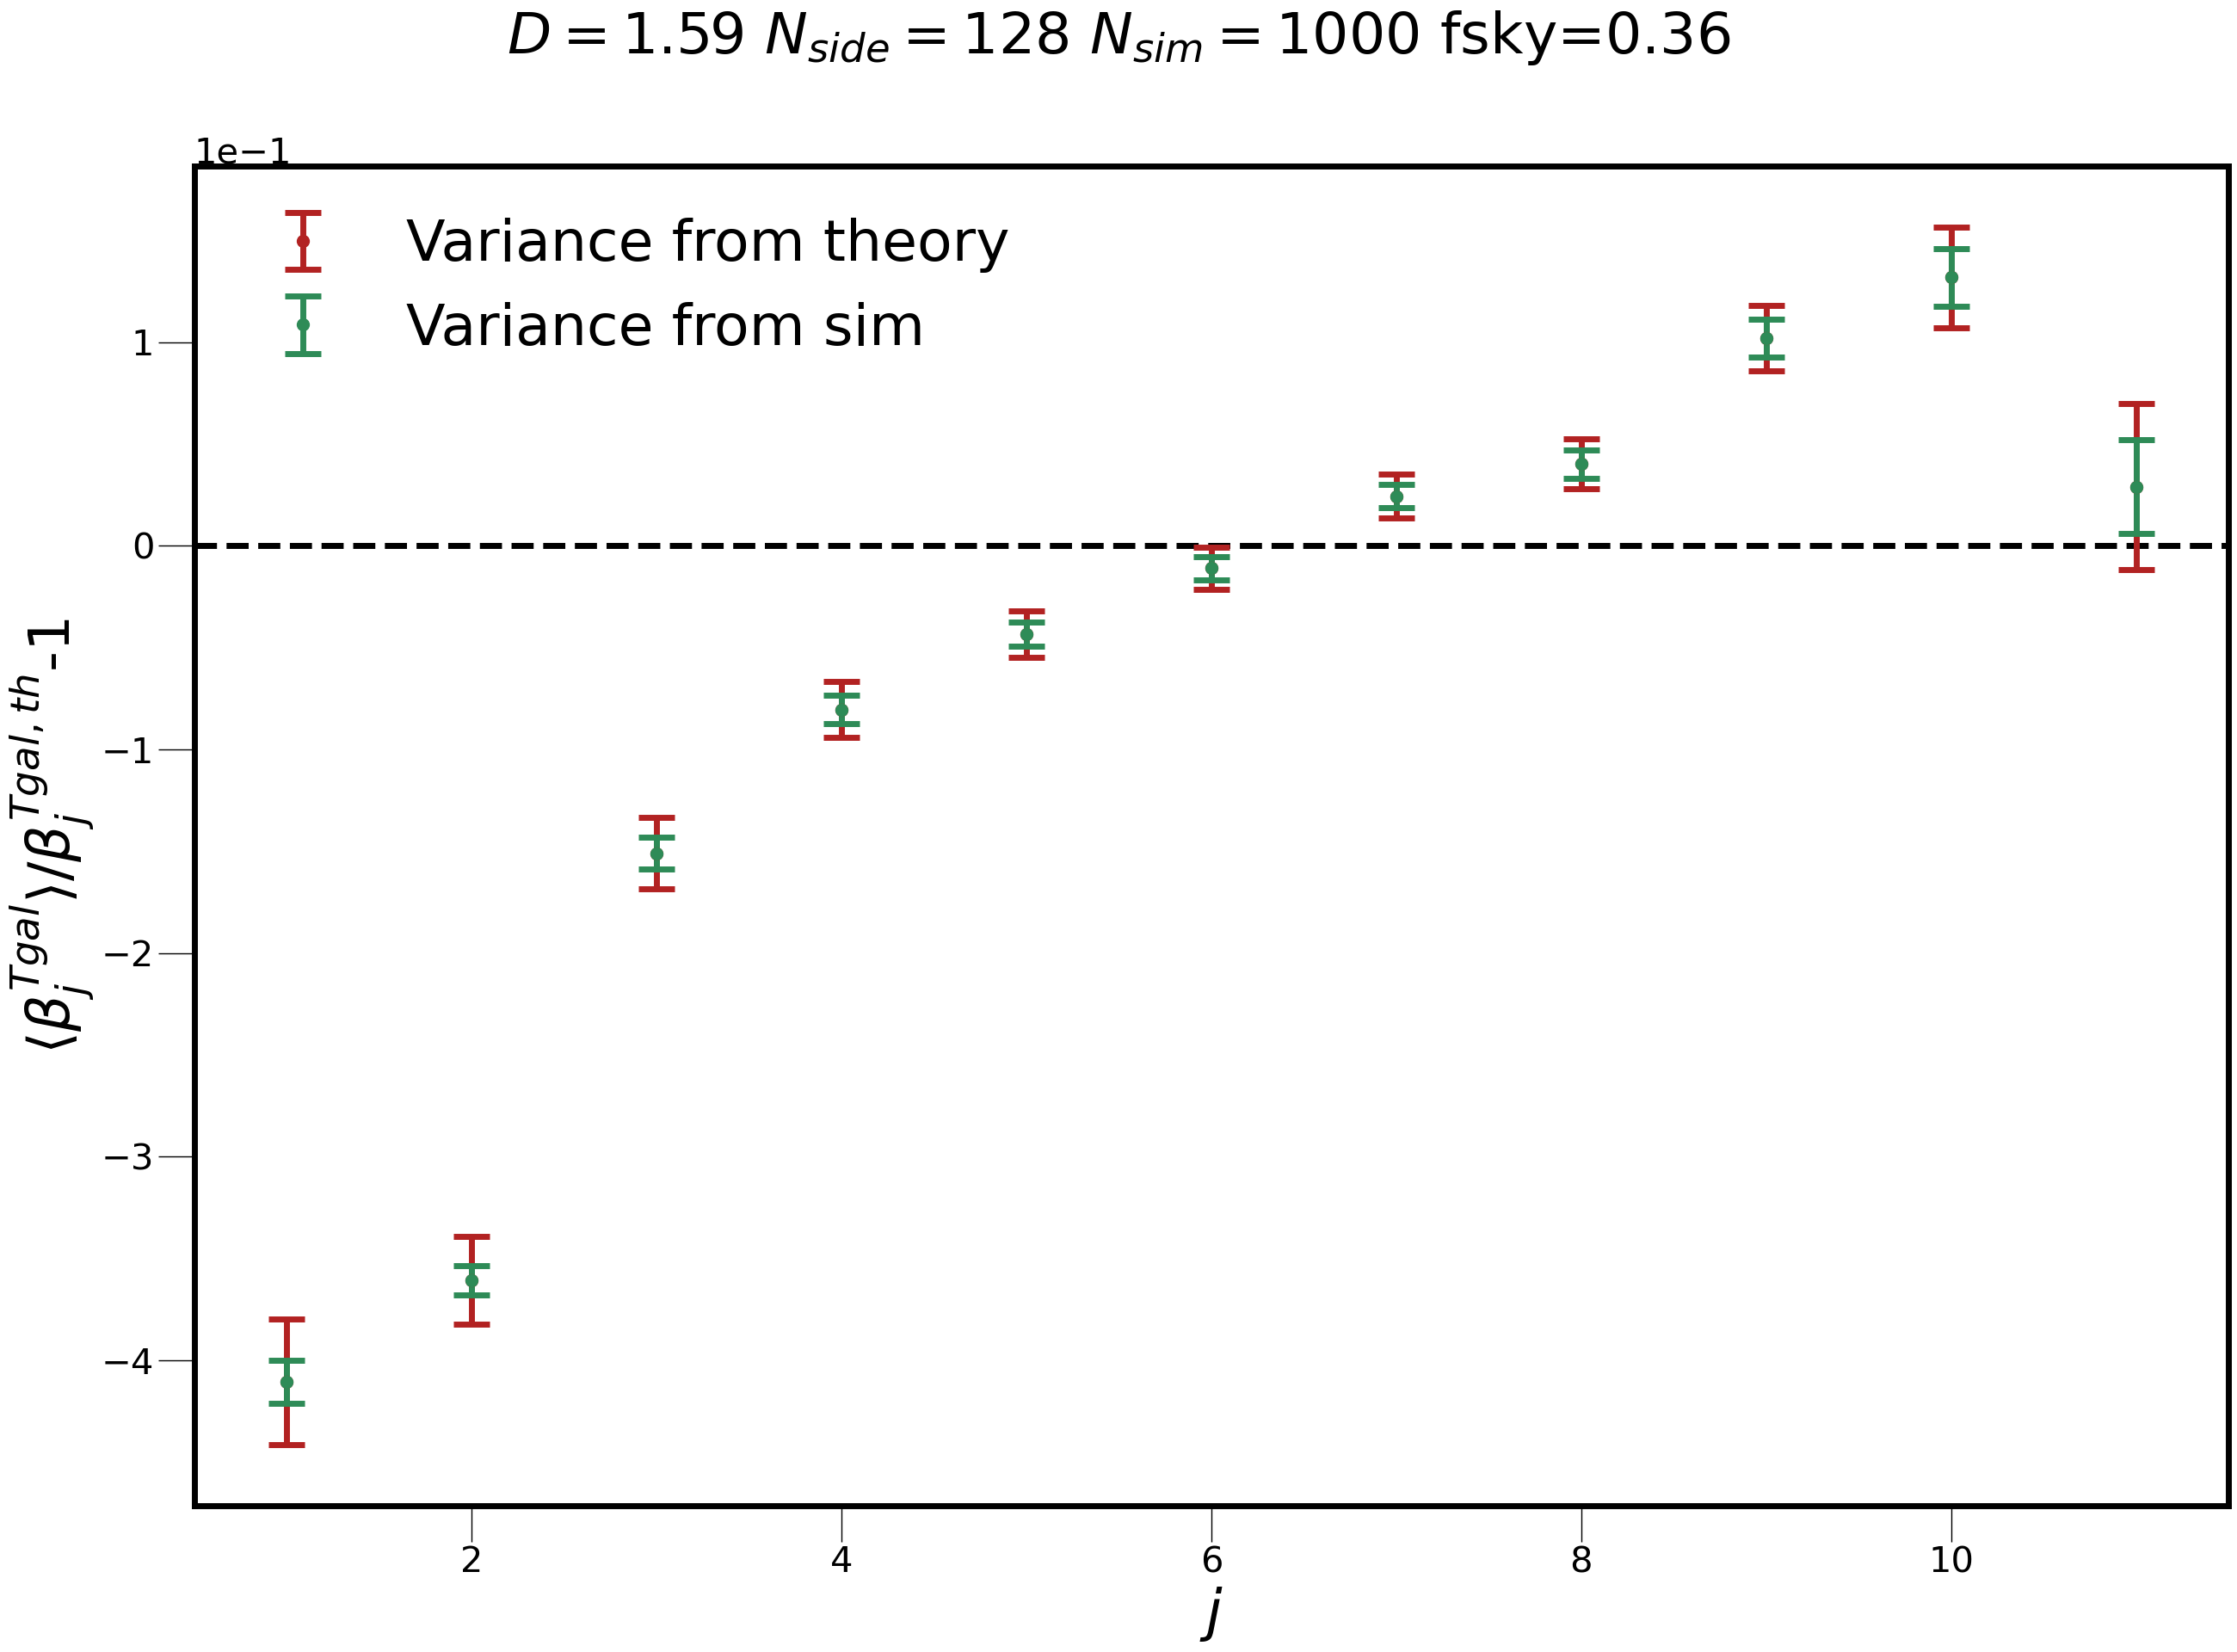 D = 1.59 N_side = 128 N_sim = 1000 fsky=0.36
1e−1
Variance from theory
Variance from sim
1
0
−1
−2
−3
−4
⟨β_j^Tgal⟩/β_j^Tgal,th-1
2 4 6 8 10
j